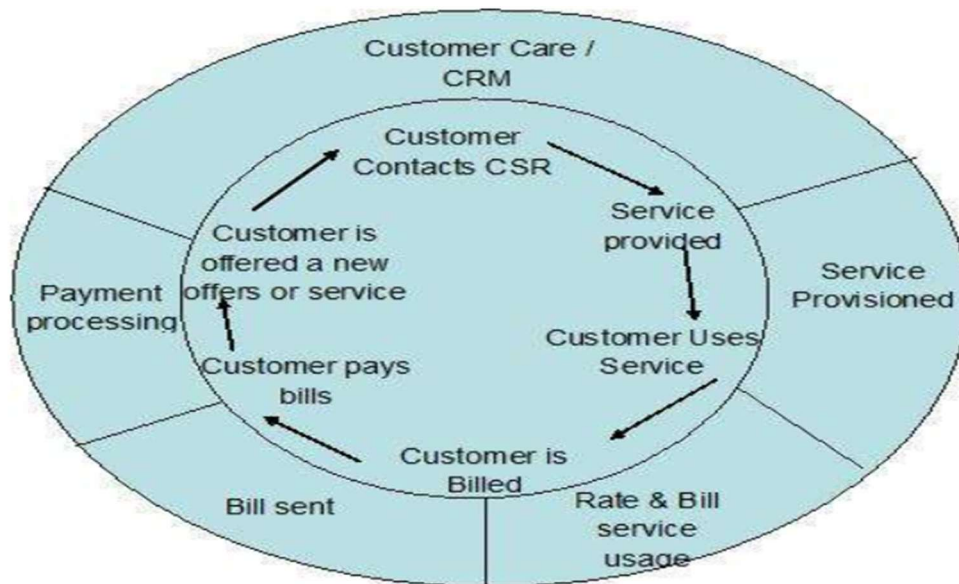 Customer Care /
CRM
Customer
Contacts CSR
Service
provided
Service
Provisioned
Customer Uses
Service
Rate & Bill
service
usage
Customer is
Billed
Bill sent
Customer pays
bills
Payment
processing
Customer is
offered a new
offers or service